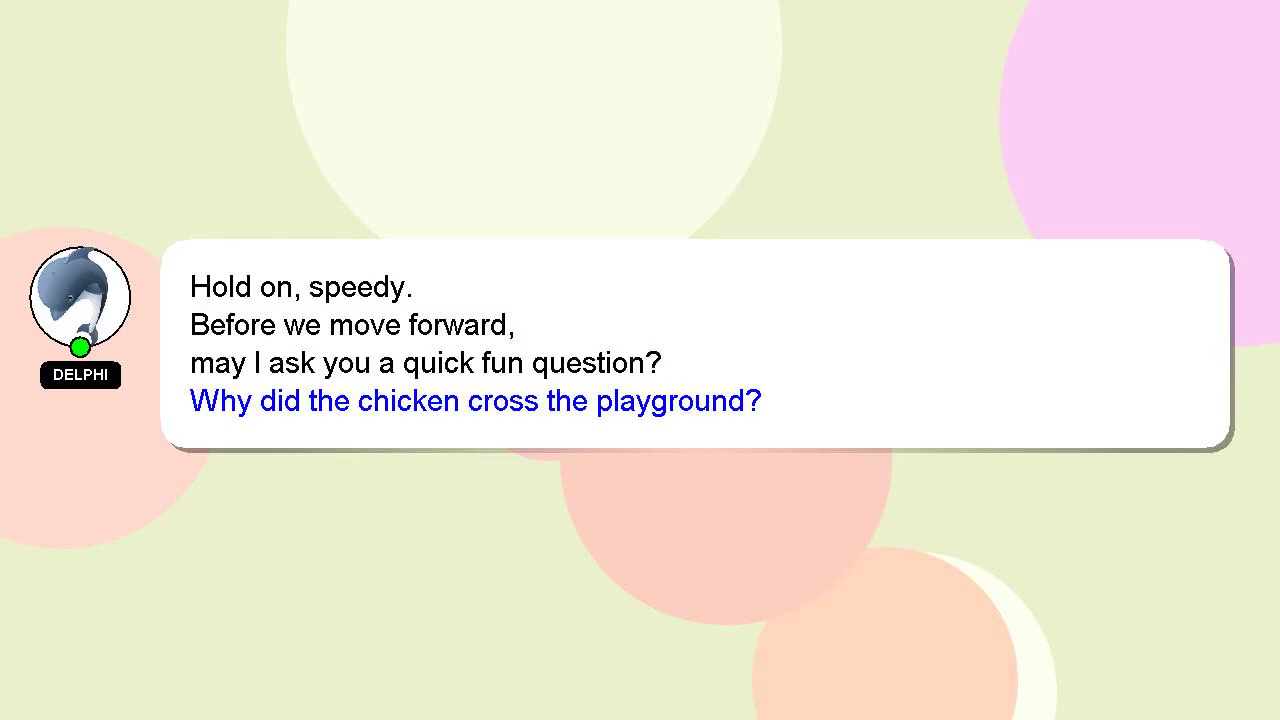 Hold on, speedy.
Before we move forward,
may I ask you a quick fun question?
Why did the chicken cross the playground?
DELPHI